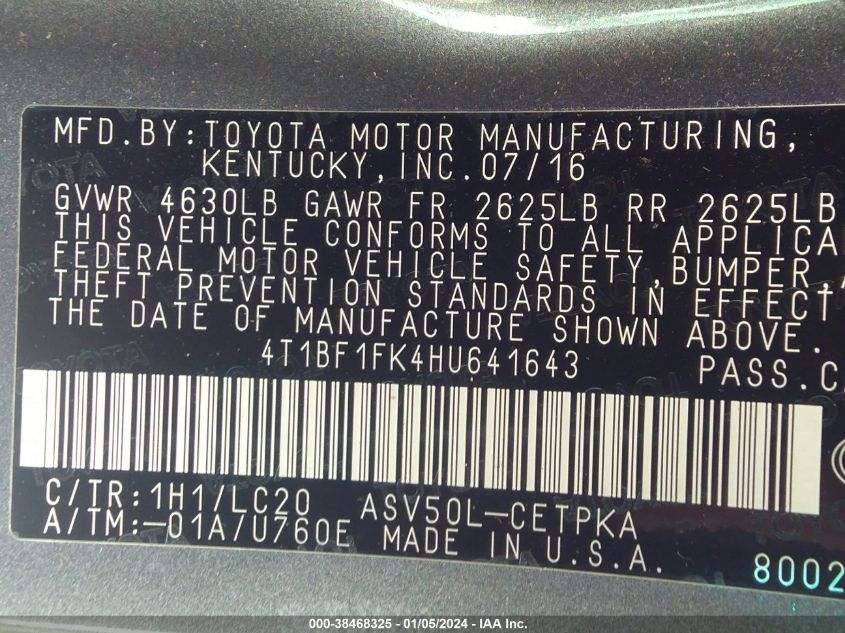 MFD.BY:TOYOTA MOTOR MANUFACTURING,
KENTUCKY,INC.07/16
GVWR 4630LB GAWR FR 2625LB RR 2625LB
THIS VEHICLE CONFORMS TO ALL APPLICA
FEDERAL MOTOR VEHICLE SAFETY,BUMPER,A
THEFT PREVENTION STANDARDS IN EFFECT
THE DATE OF MANUFACTURE SHOWN ABOVE.
4T1BF1FK4HU641643 PASS.C
C/TR:1H1/LC20 ASV50L-CETPKA
A/TM:-01A/U760E MADE IN U.S.A.
8002
000-38468325 - 01/05/2024 - IAA Inc.